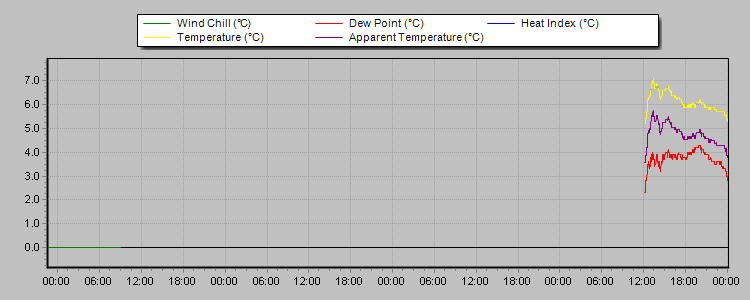 Wind Chill (°C) Dew Point (°C) Heat Index (°C)
Temperature (°C) Apparent Temperature (°C)
7.0
6.0
5.0
4.0
3.0
2.0
1.0
0.0
00:00 06:00 12:00 18:00 00:00 06:00 12:00 18:00 00:00 06:00 12:00 18:00 00:00 06:00 12:00 18:00 00:00